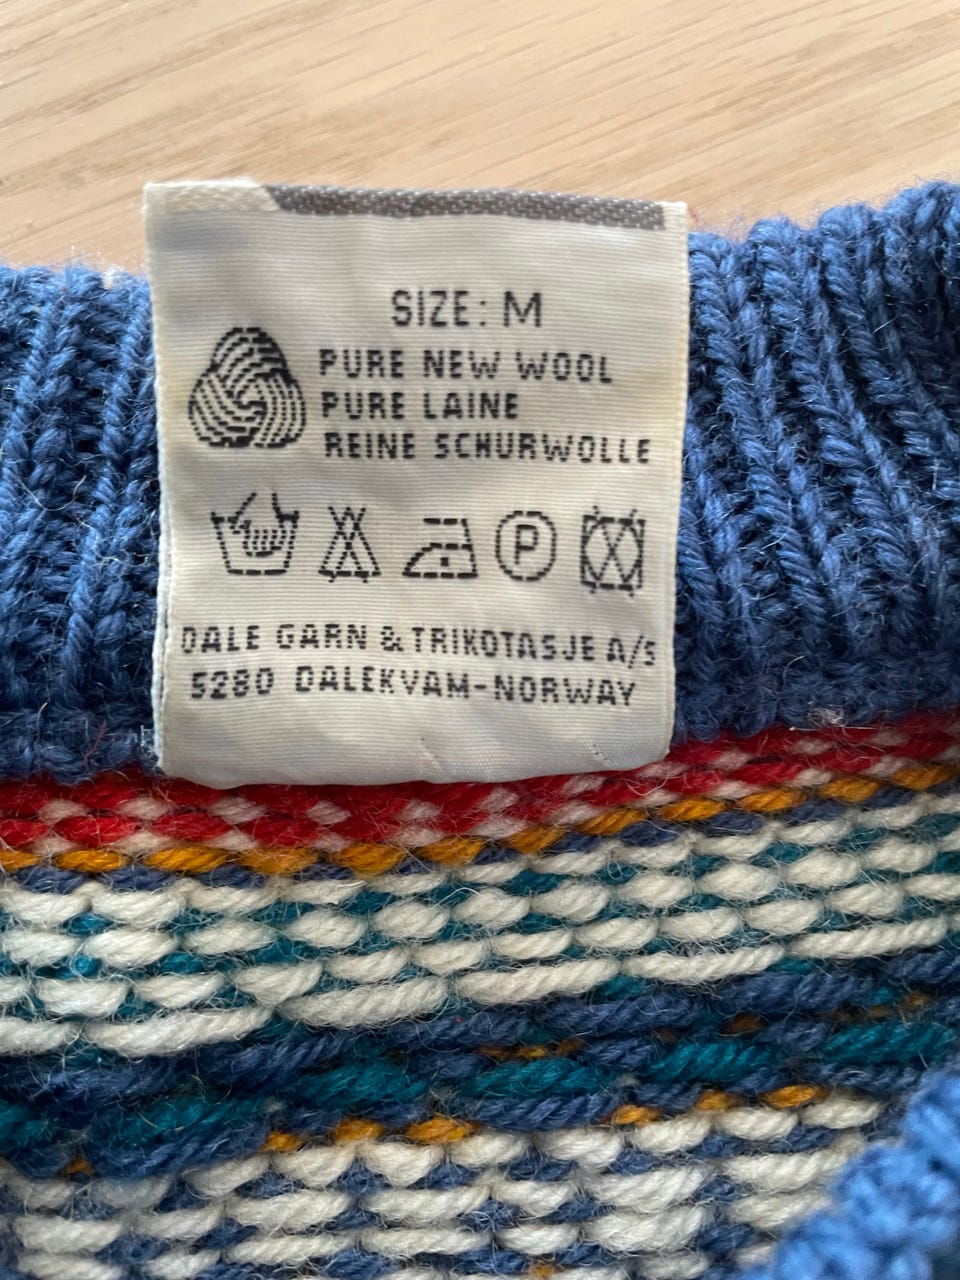 SIZE: M
PURE NEW WOOL
PURE LAINE
REINE SCHURWOLLE
P
DALE GARN & TRIKOTASJE A/S
5280 DALEKVAM-NORWAY